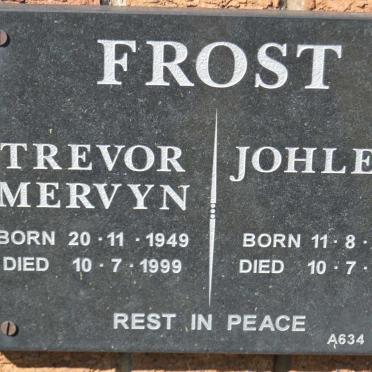 FROST
TREVOR
MERVYN
BORN 20·11·1949
DIED 10·7·1999
JOHLE
BORN 11·8·
DIED 10·7·
REST IN PEACE
A634